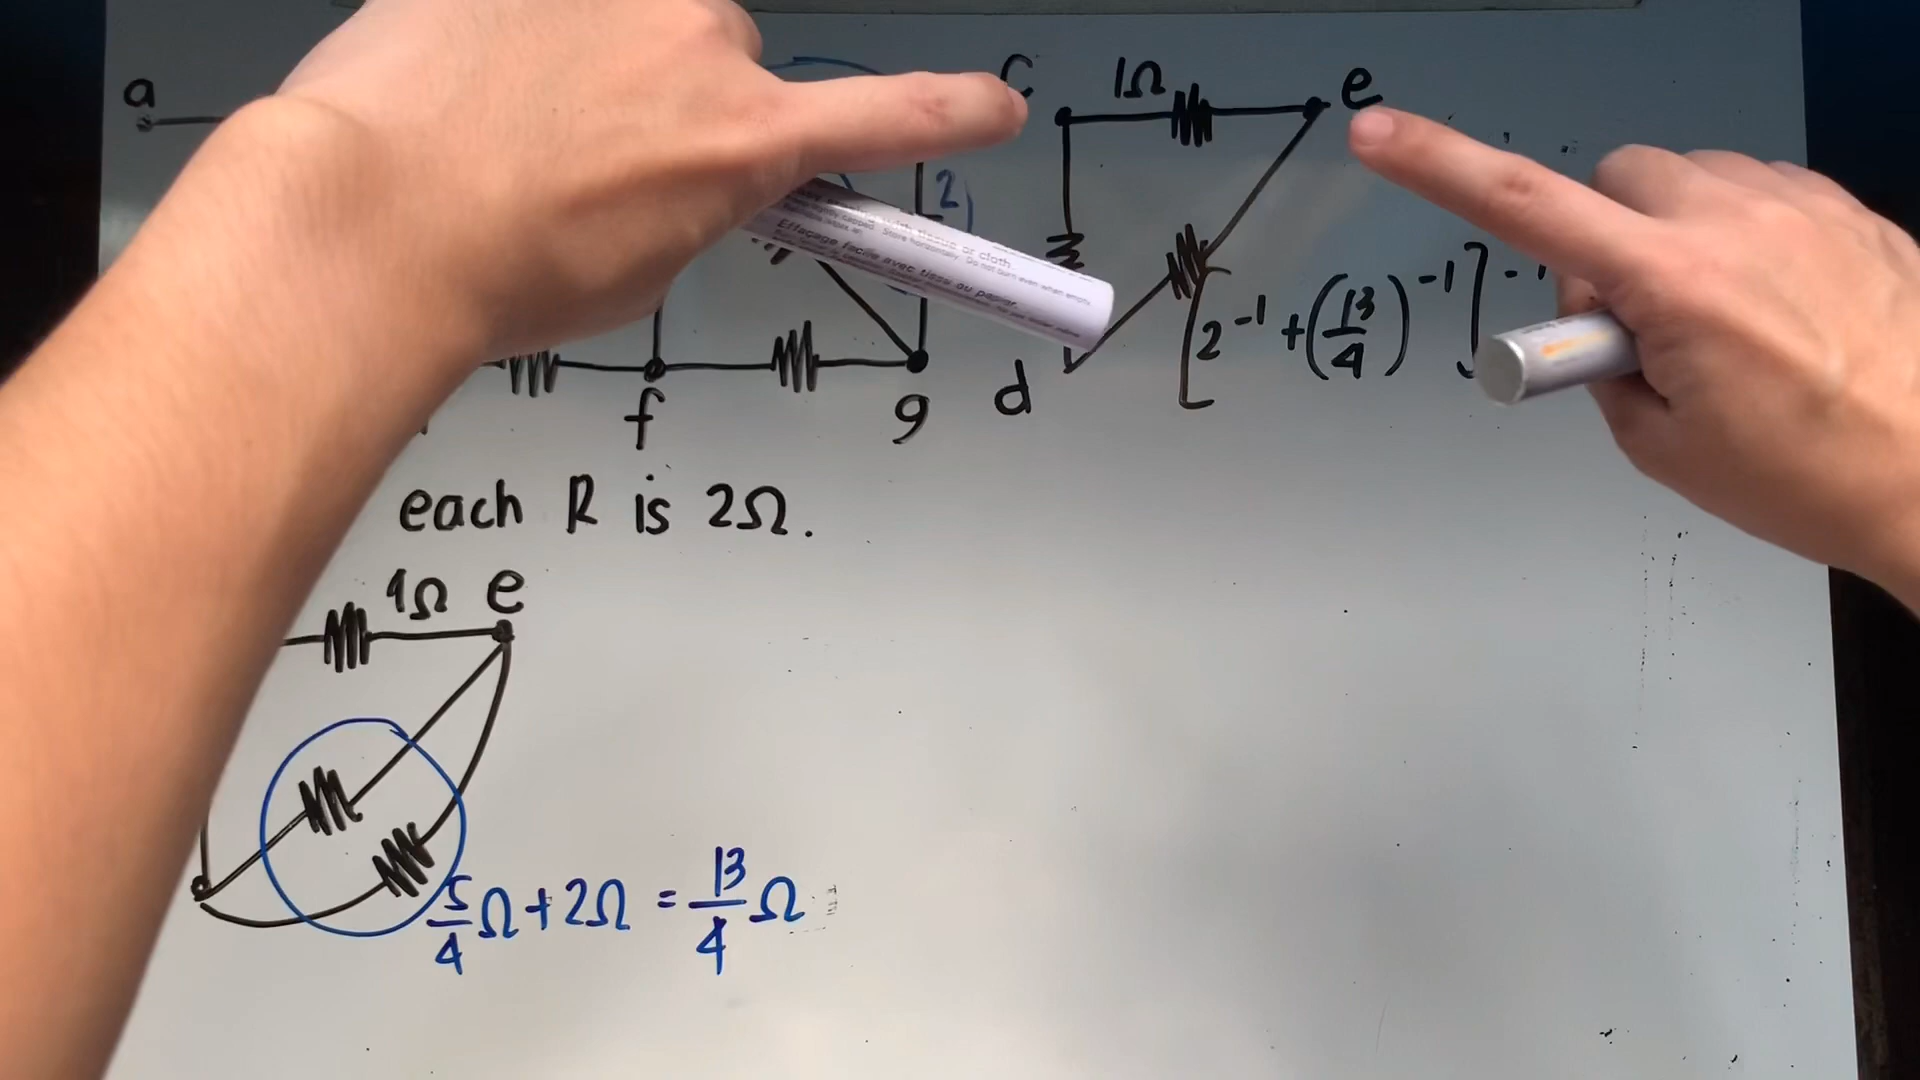 a
c 1Ω e
2
Effaçage facile avec tissu ou papier.
[2⁻¹ + (13/4)⁻¹]⁻¹
d
f g
each R is 2Ω.
1Ω e
5/4 Ω + 2Ω = 13/4 Ω